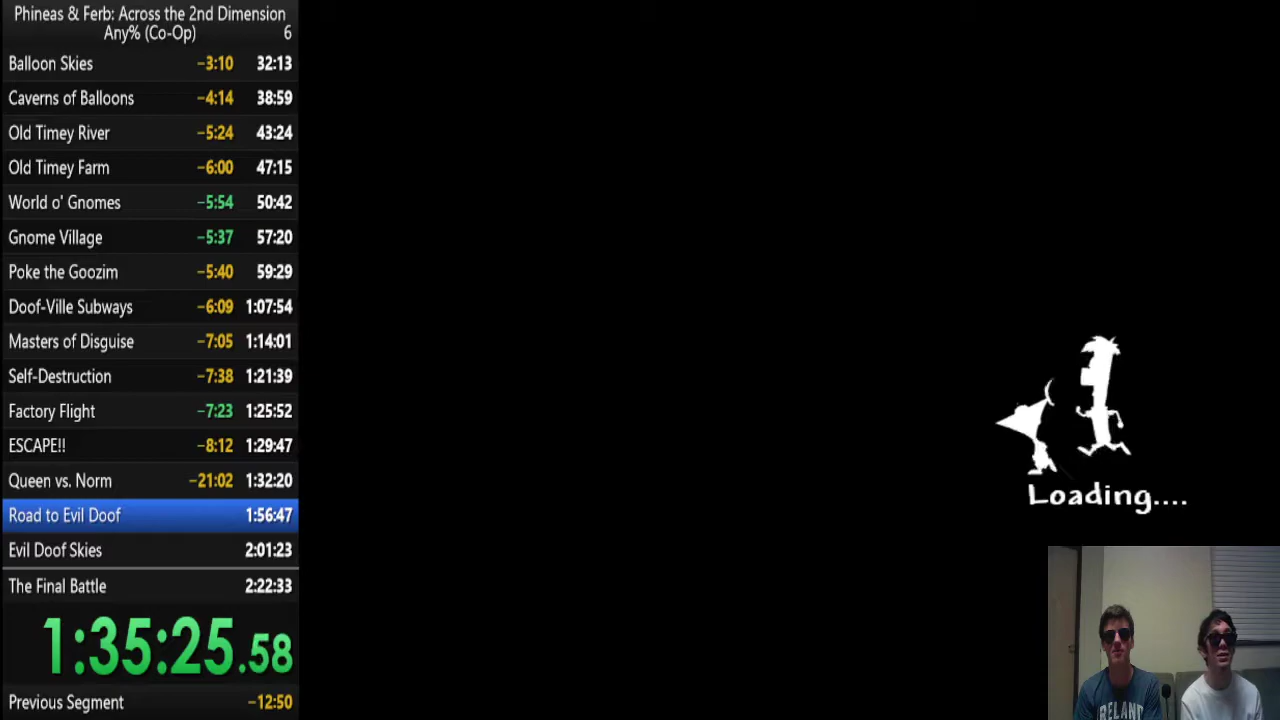 Phineas & Ferb: Across the 2nd Dimension
Any% (Co-Op) 6
Balloon Skies −3:10 32:13
Caverns of Balloons −4:14 38:59
Old Timey River −5:24 43:24
Old Timey Farm −6:00 47:15
World o' Gnomes −5:54 50:42
Gnome Village −5:37 57:20
Poke the Goozim −5:40 59:29
Doof-Ville Subways −6:09 1:07:54
Masters of Disguise −7:05 1:14:01
Self-Destruction −7:38 1:21:39
Factory Flight −7:23 1:25:52
ESCAPE!! −8:12 1:29:47
Queen vs. Norm −21:02 1:32:20
Road to Evil Doof 1:56:47
Evil Doof Skies 2:01:23
The Final Battle 2:22:33
1:35:25.58
Previous Segment −12:50
Loading....